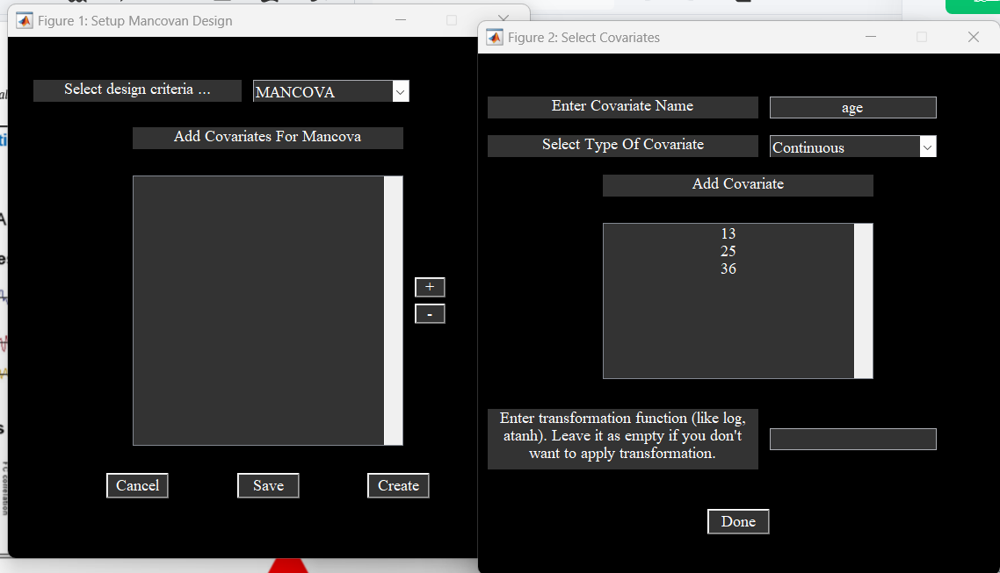 Figure 1: Setup Mancovan Design
Select design criteria ...
MANCOVA
Add Covariates For Mancova
+
-
Cancel
Save
Create
Figure 2: Select Covariates
Enter Covariate Name
age
Select Type Of Covariate
Continuous
Add Covariate
13
25
36
Enter transformation function (like log,
atanh). Leave it as empty if you don't
want to apply transformation.
Done